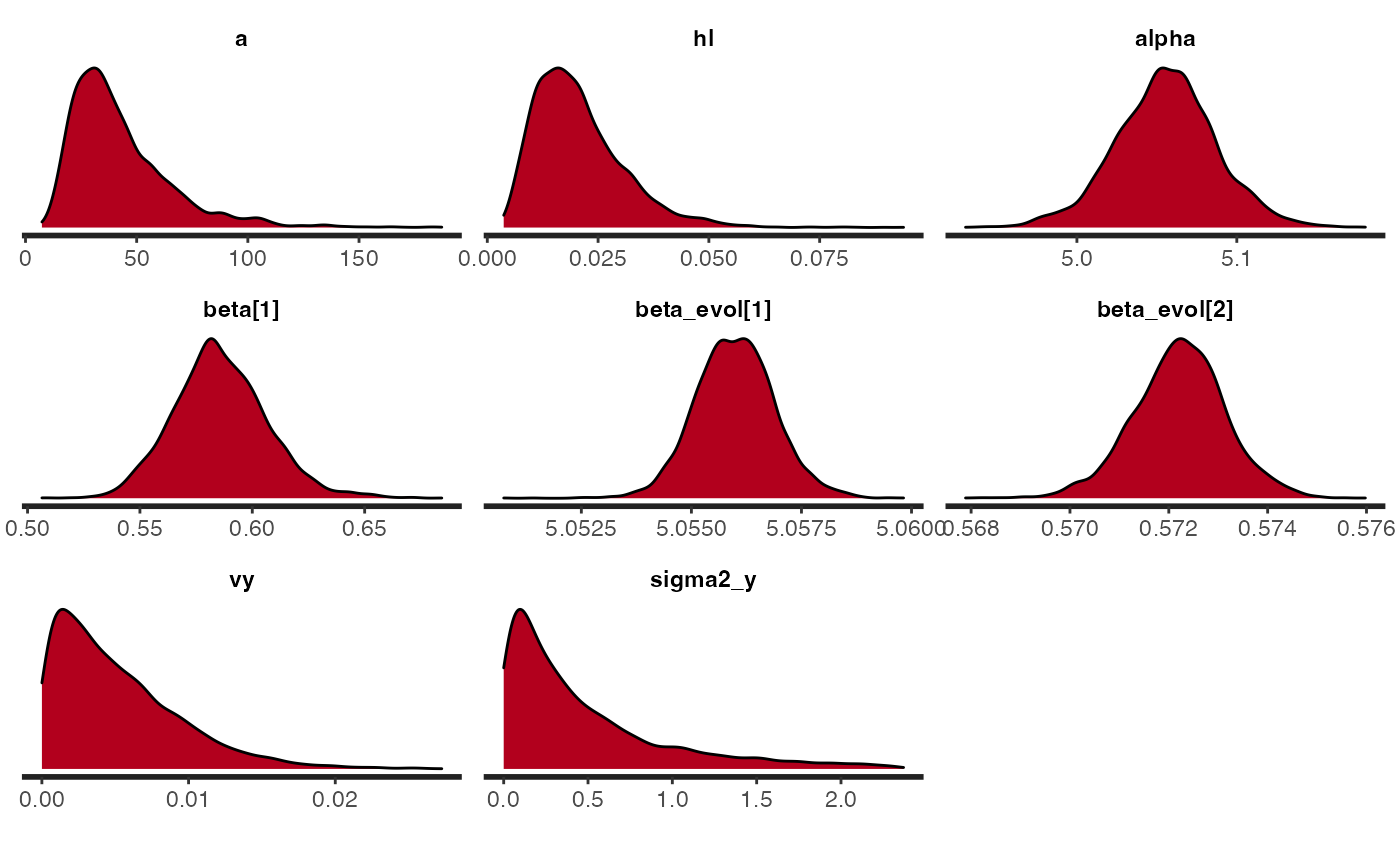 a hl alpha
0 50 100 150 0.000 0.025 0.050 0.075 5.0 5.1
beta[1] beta_evol[1] beta_evol[2]
0.50 0.55 0.60 0.65 5.0525 5.0550 5.0575 5.0600 0.568 0.570 0.572 0.574 0.576
vy sigma2_y
0.00 0.01 0.02 0.0 0.5 1.0 1.5 2.0